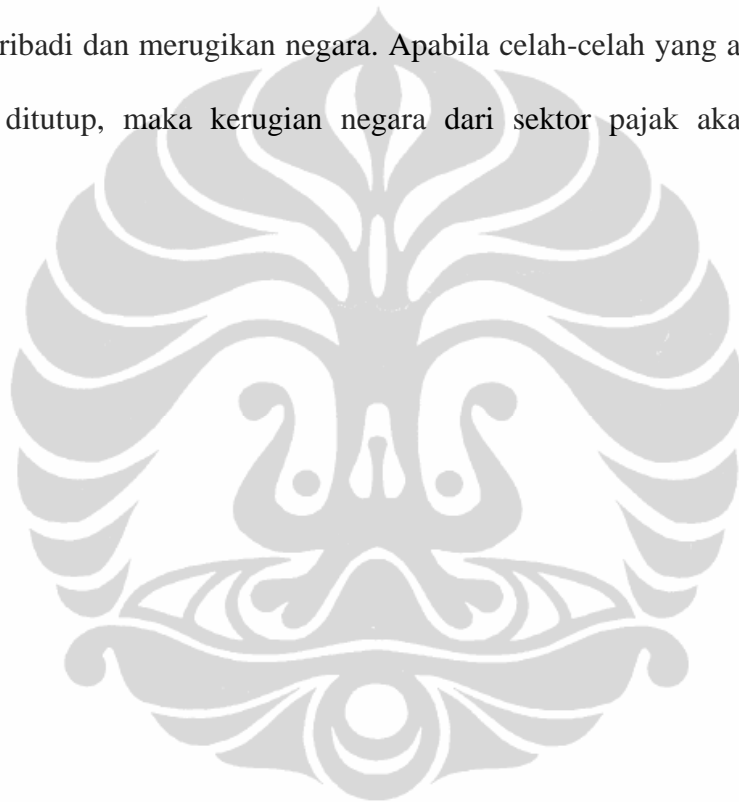 ribadi dan merugikan negara. Apabila celah-celah yang a
ditutup, maka kerugian negara dari sektor pajak aka